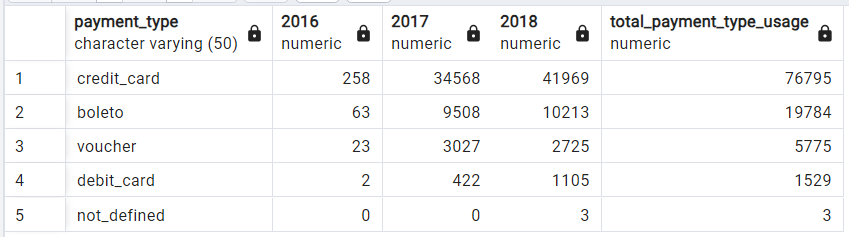 payment_type 2016 2017 2018 total_payment_type_usage
character varying (50) numeric numeric numeric numeric
1 credit_card 258 34568 41969 76795
2 boleto 63 9508 10213 19784
3 voucher 23 3027 2725 5775
4 debit_card 2 422 1105 1529
5 not_defined 0 0 3 3